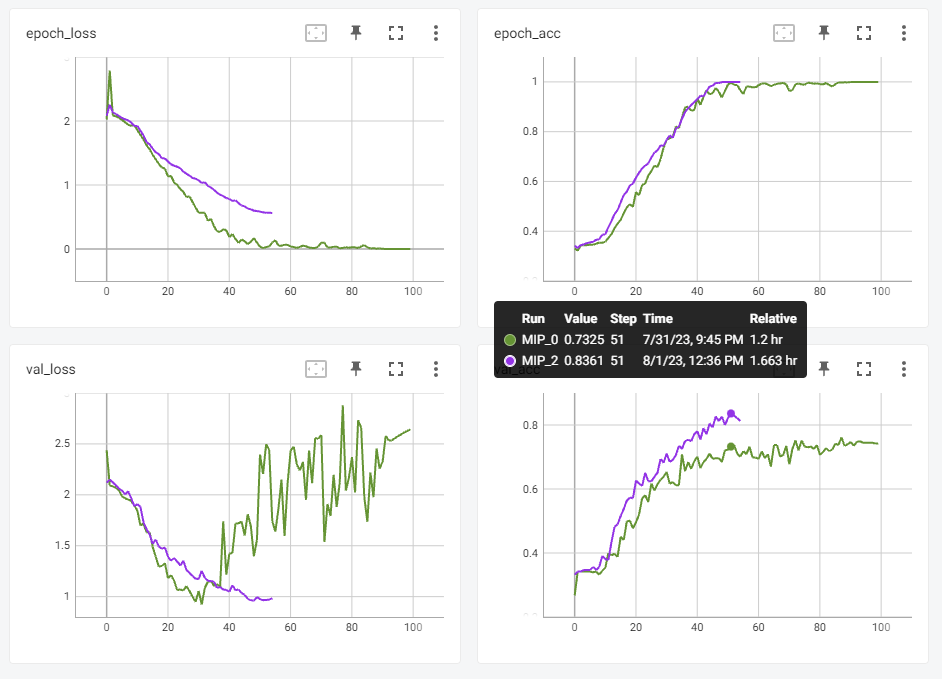 epoch_loss
2
1
0
0 20 40 60 80 100
epoch_acc
1
0.8
0.6
0.4
0 20 40 60 80 100
Run Value Step Time Relative
MIP_0 0.7325 51 7/31/23, 9:45 PM 1.2 hr
MIP_2 0.8361 51 8/1/23, 12:36 PM 1.663 hr
val_loss
2.5
2
1.5
1
0 20 40 60 80 100
val_acc
0.8
0.6
0.4
0 20 40 60 80 100